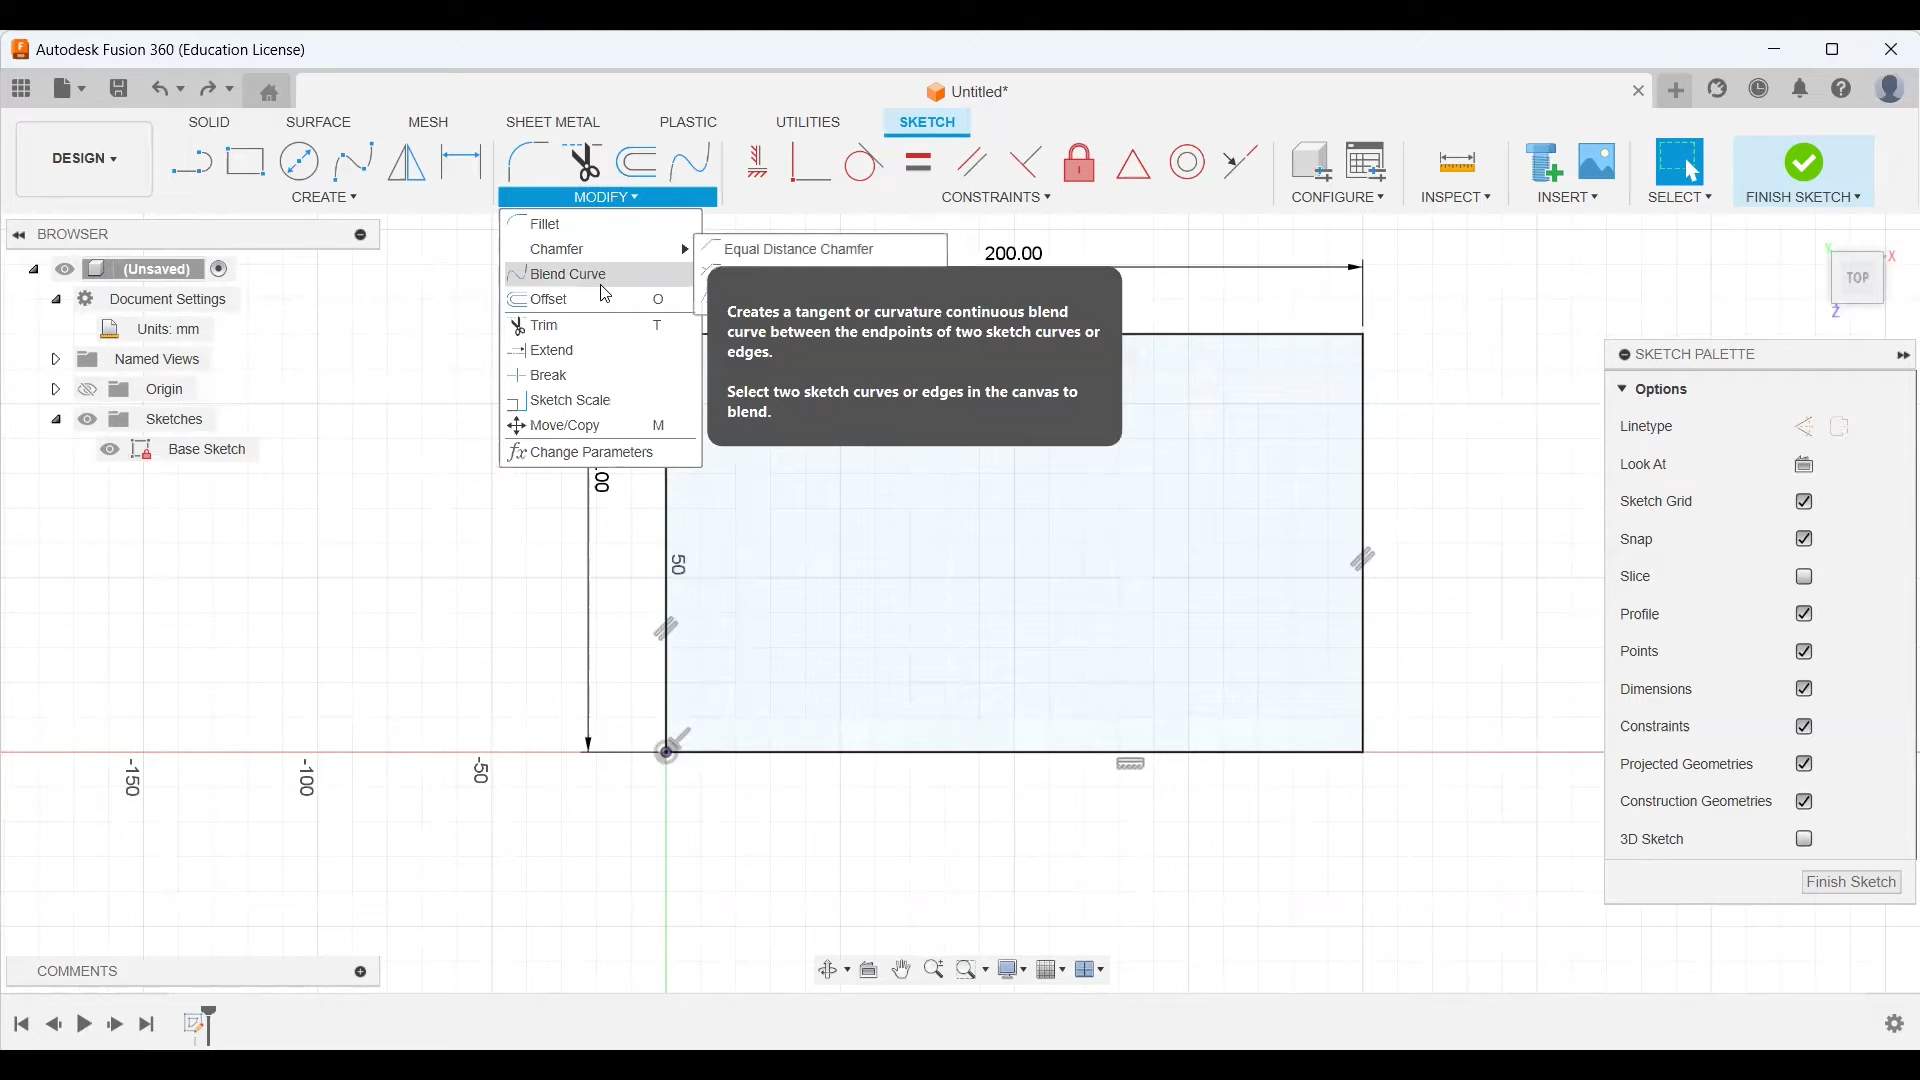 Autodesk Fusion 360 (Education License)
Untitled*
SOLID
SURFACE
MESH
SHEET METAL
PLASTIC
UTILITIES
SKETCH
DESIGN
CREATE
MODIFY
CONSTRAINTS
CONFIGURE
INSPECT
INSERT
SELECT
FINISH SKETCH
BROWSER
(Unsaved)
Document Settings
Units: mm
Named Views
Origin
Sketches
Base Sketch
Fillet
Chamfer
Blend Curve
Offset O
Trim T
Extend
Break
Sketch Scale
Move/Copy M
fx Change Parameters
Equal Distance Chamfer
Creates a tangent or curvature continuous blend
curve between the endpoints of two sketch curves or
edges.
Select two sketch curves or edges in the canvas to
blend.
200.00
.00
50
-150
-100
-50
TOP
X
Y
Z
SKETCH PALETTE
Options
Linetype
Look At
Sketch Grid
Snap
Slice
Profile
Points
Dimensions
Constraints
Projected Geometries
Construction Geometries
3D Sketch
Finish Sketch
COMMENTS